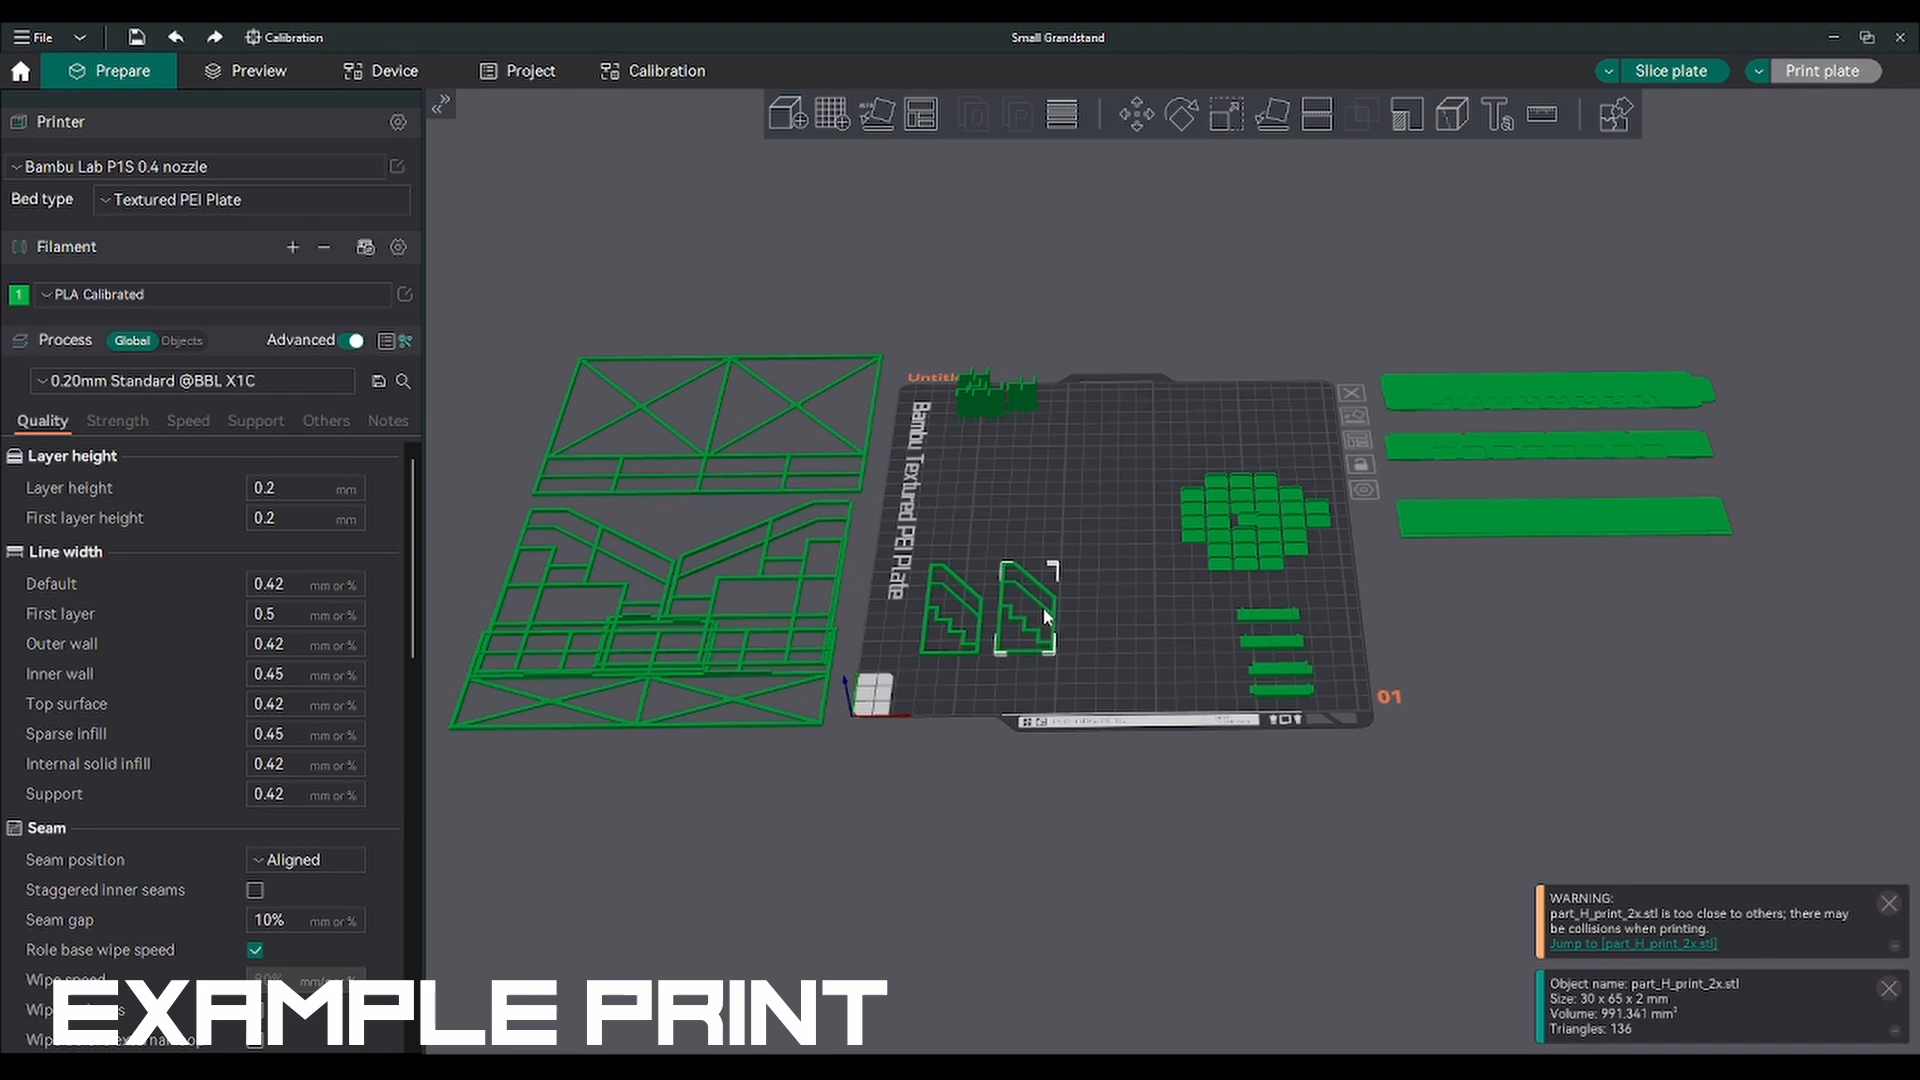 File
Calibration
Small Grandstand
Prepare
Preview
Device
Project
Calibration
Slice plate
Print plate
Printer
Bambu Lab P1S 0.4 nozzle
Bed type
Textured PEI Plate
Filament
1
PLA Calibrated
Process
Global
Objects
Advanced
0.20mm Standard @BBL X1C
Quality
Strength
Speed
Support
Others
Notes
Layer height
Layer height 0.2 mm
First layer height 0.2 mm
Line width
Default 0.42 mm or %
First layer 0.5 mm or %
Outer wall 0.42 mm or %
Inner wall 0.45 mm or %
Top surface 0.42 mm or %
Sparse infill 0.45 mm or %
Internal solid infill 0.42 mm or %
Support 0.42 mm or %
Seam
Seam position Aligned
Staggered inner seams
Seam gap 10% mm or %
Role base wipe speed
Bambu Textured PEI Plate
01
WARNING:
part_H_print_2x.stl is too close to others; there may
be collisions when printing.
Jump to [part_H_print_2x.stl]
Object name: part_H_print_2x.stl
Size: 30 x 65 x 2 mm
Volume: 991.341 mm³
Triangles: 136
EXAMPLE PRINT